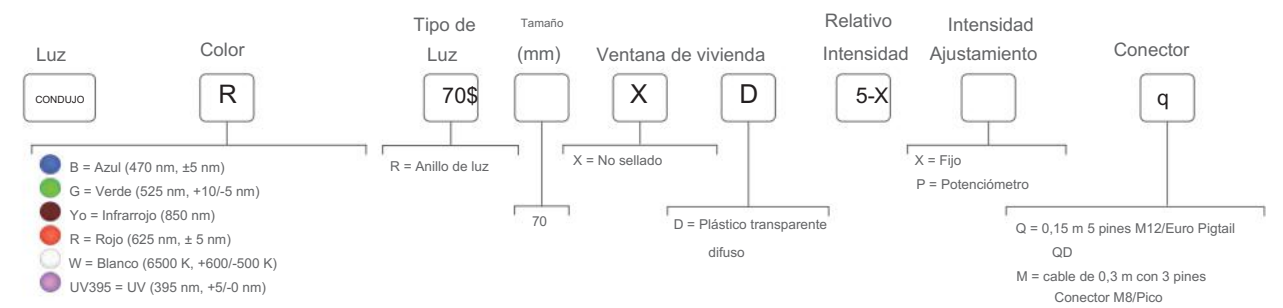 Luz
Color
Tipo de
Luz
Tamaño
(mm)
Ventana de vivienda
Relativo
Intensidad
Intensidad
Ajustamiento
Conector
CONDUJO
R
70$
X
D
5-X
q
B = Azul (470 nm, ±5 nm)
G = Verde (525 nm, +10/-5 nm)
Yo = Infrarrojo (850 nm)
R = Rojo (625 nm, ± 5 nm)
W = Blanco (6500 K, +600/-500 K)
UV395 = UV (395 nm, +5/-0 nm)
R = Anillo de luz
70
X = No sellado
D = Plástico transparente
difuso
X = Fijo
P = Potenciómetro
Q = 0,15 m 5 pines M12/Euro Pigtail
QD
M = cable de 0,3 m con 3 pines
Conector M8/Pico